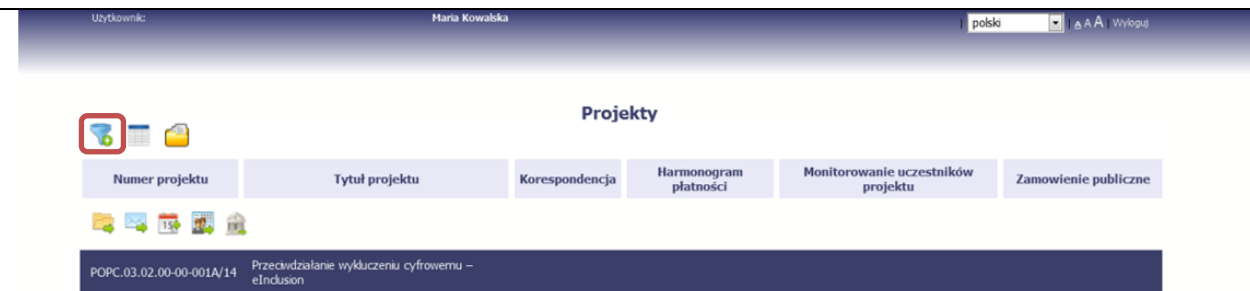 Użytkownik: Maria Kowalska | polski | A A A | Wyloguj
Projekty
Numer projektu Tytuł projektu Korespondencja Harmonogram płatności Monitorowanie uczestników projektu Zamowienie publiczne
15
POPC.03.02.00-00-001A/14 Przeciwdziałanie wykluczeniu cyfrowemu –
eInclusion